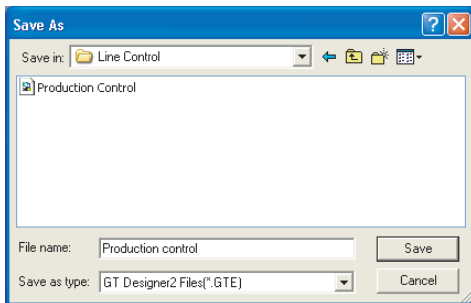 Save As
Save in: Line Control
Production Control
File name: Production control Save
Save as type: GT Designer2 Files(*.GTE) Cancel